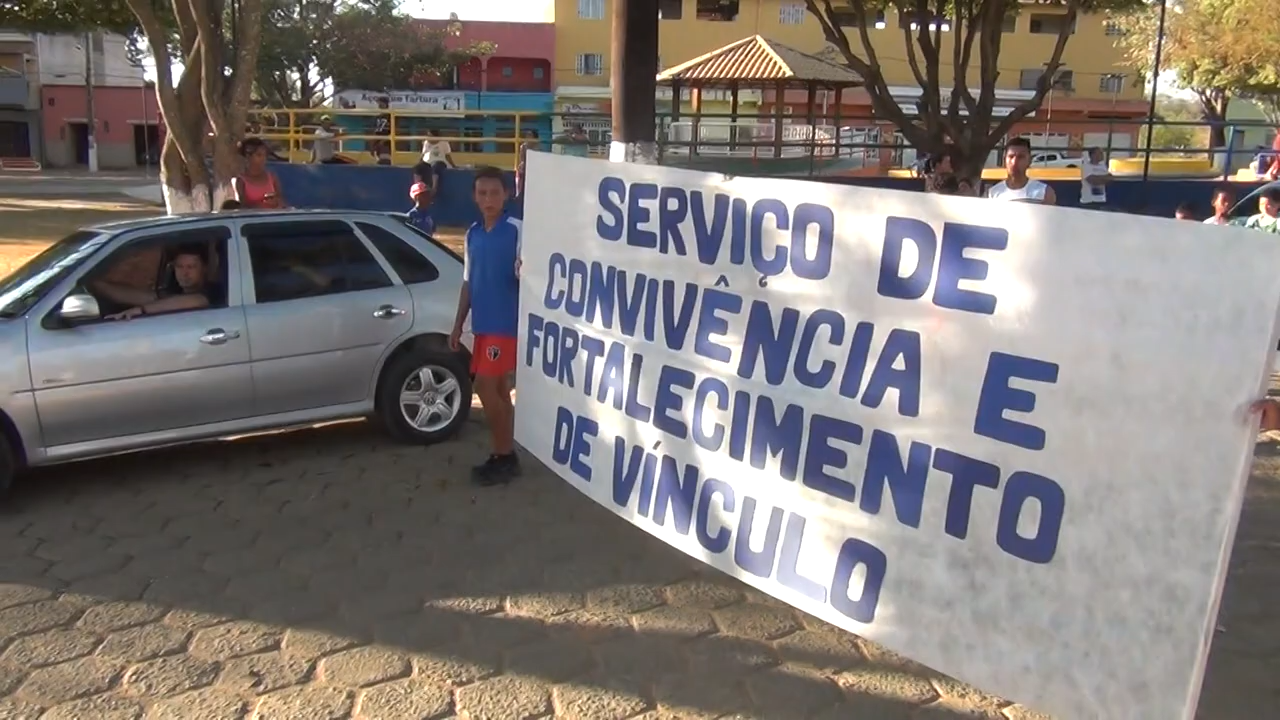 SERVIÇO DE
CONVIVÊNCIA E
FORTALECIMENTO
DE VÍNCULO